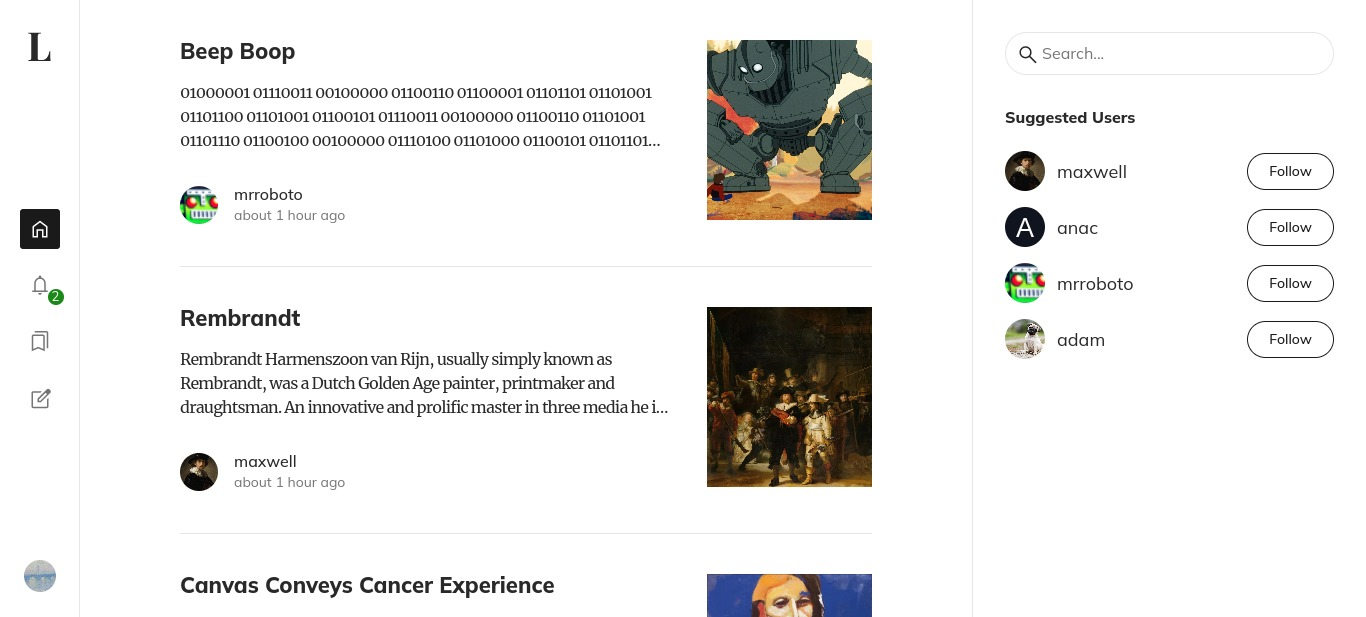 L
2
Beep Boop
01000001 01110011 00100000 01100110 01100001 01101101 01101001
01101100 01101001 01100101 01110011 00100000 01100110 01101001
01101110 01100100 00100000 01110100 01101000 01100101 01101101...
mrroboto
about 1 hour ago
Rembrandt
Rembrandt Harmenszoon van Rijn, usually simply known as
Rembrandt, was a Dutch Golden Age painter, printmaker and
draughtsman. An innovative and prolific master in three media he i...
maxwell
about 1 hour ago
Canvas Conveys Cancer Experience
Search...
Suggested Users
maxwell Follow
A anac Follow
mrroboto Follow
adam Follow